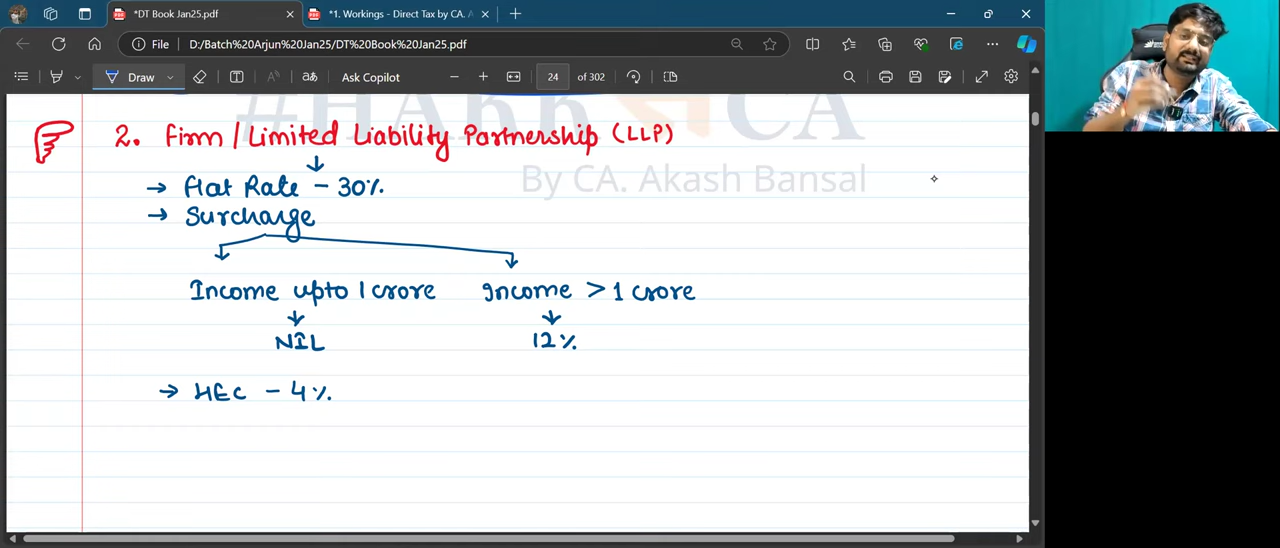 *DT Book Jan25.pdf
*1. Workings - Direct Tax by CA. A
File D:/Batch%20Arjun%20Jan25/DT%20Book%20Jan25.pdf
Draw
Ask Copilot
24 of 302
By CA. Akash Bansal
2. Firm / Limited Liability Partnership (LLP)
→ Flat Rate - 30%
→ Surcharge
Income upto 1 crore Income > 1 crore
NIL 12%
→ HEC - 4%